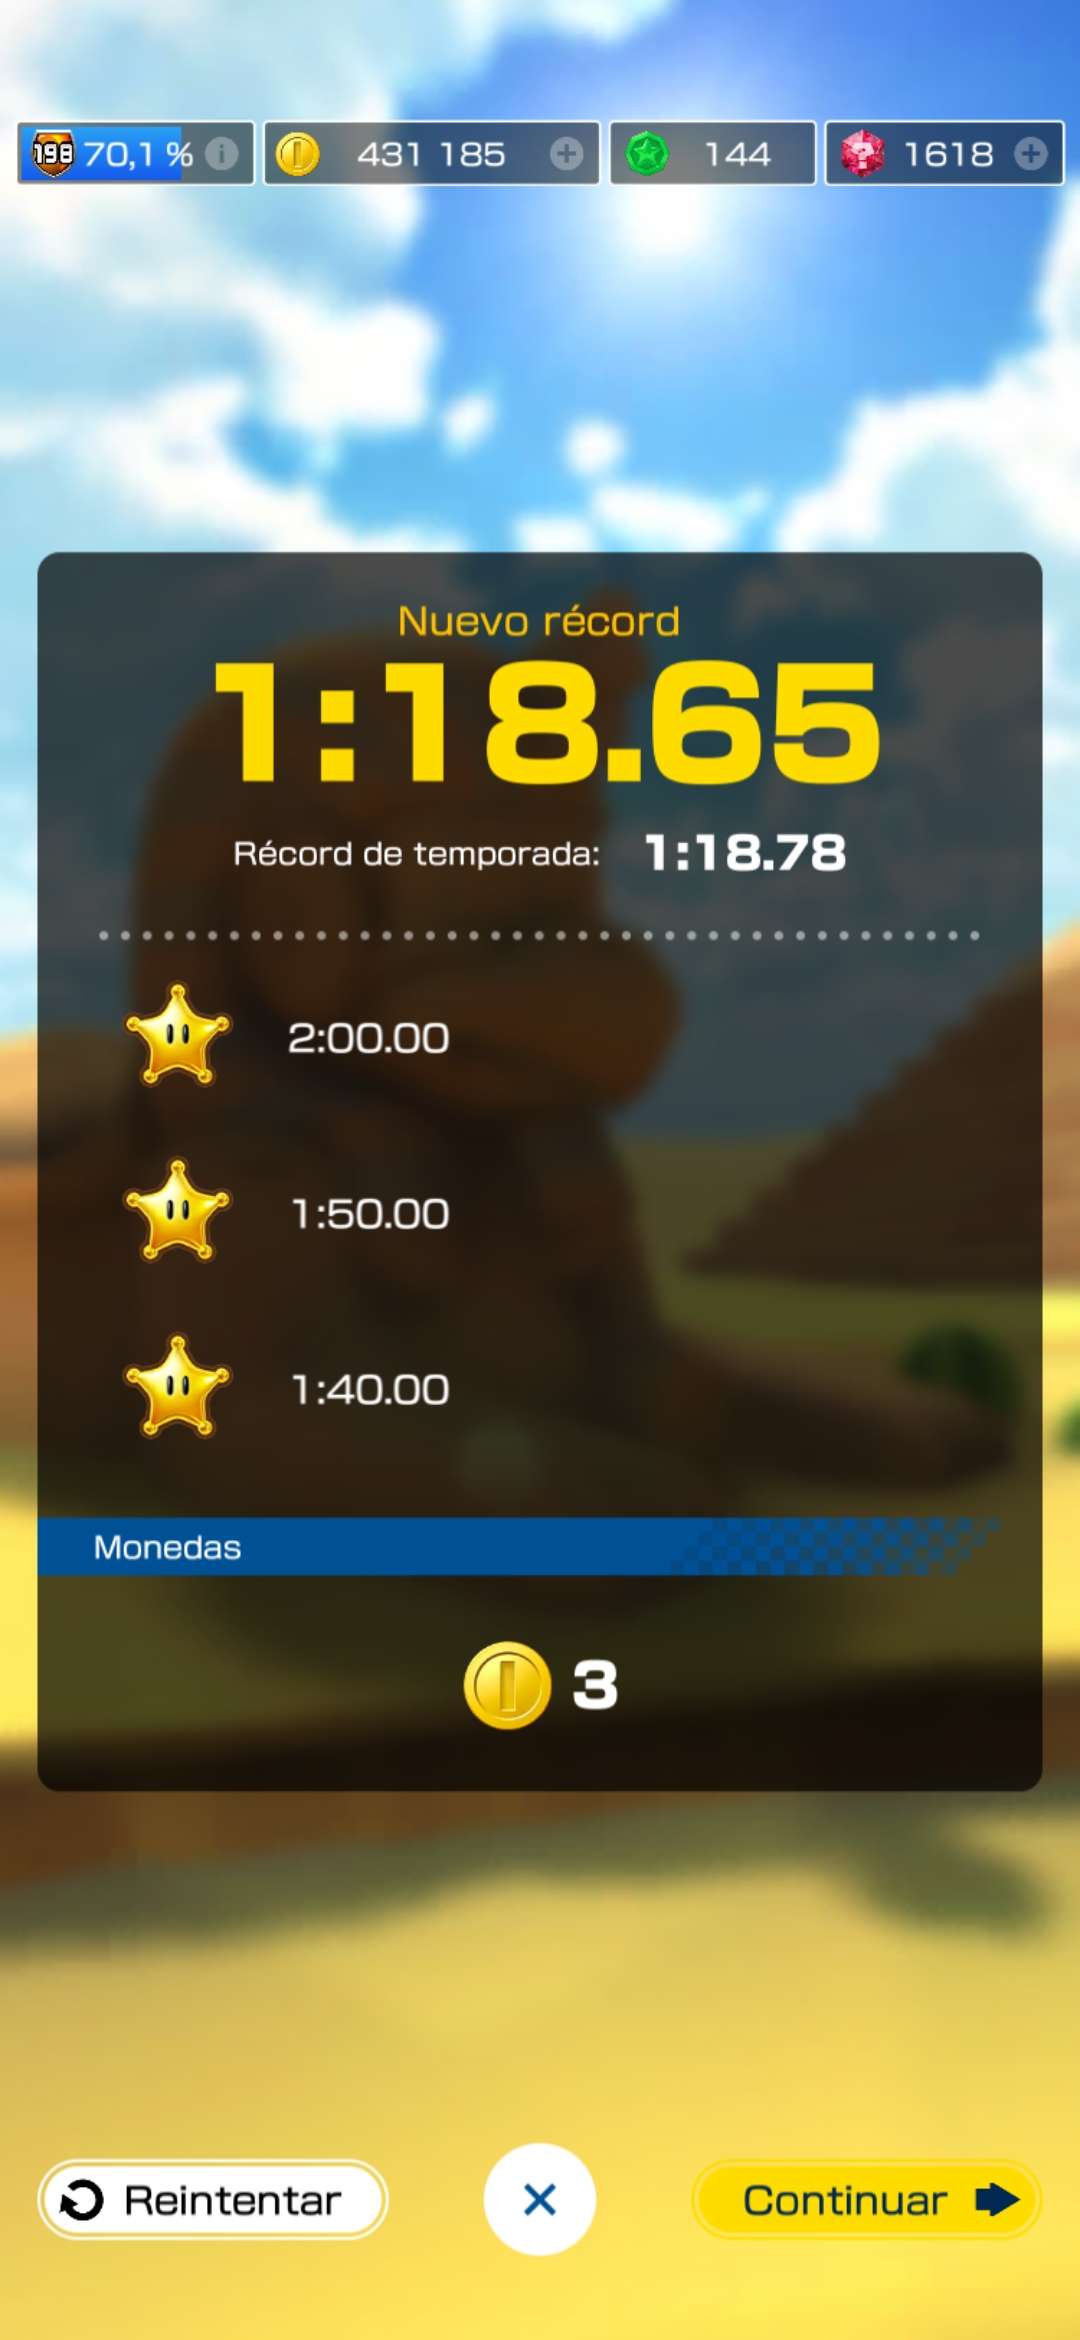 198 70,1 % i 431 185 + 144 ? 1618 +
Nuevo récord
1:18.65
Récord de temporada: 1:18.78
2:00.00
1:50.00
1:40.00
Monedas
3
Reintentar × Continuar